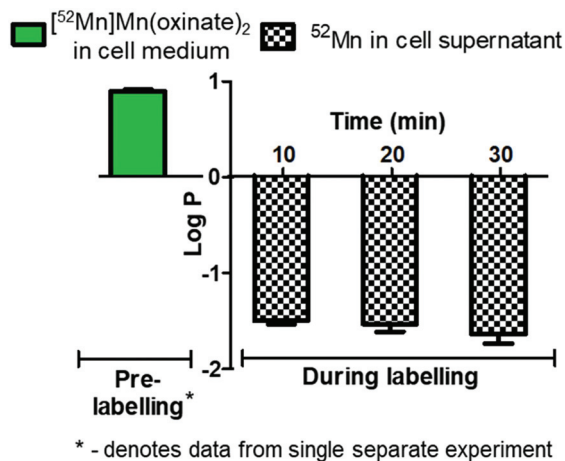 [⁵²Mn]Mn(oxinate)₂
in cell medium
⁵²Mn in cell supernatant
1
Time (min)
10 20 30
0
Log P
-1
-2
Pre-
labelling*
During labelling
* - denotes data from single separate experiment